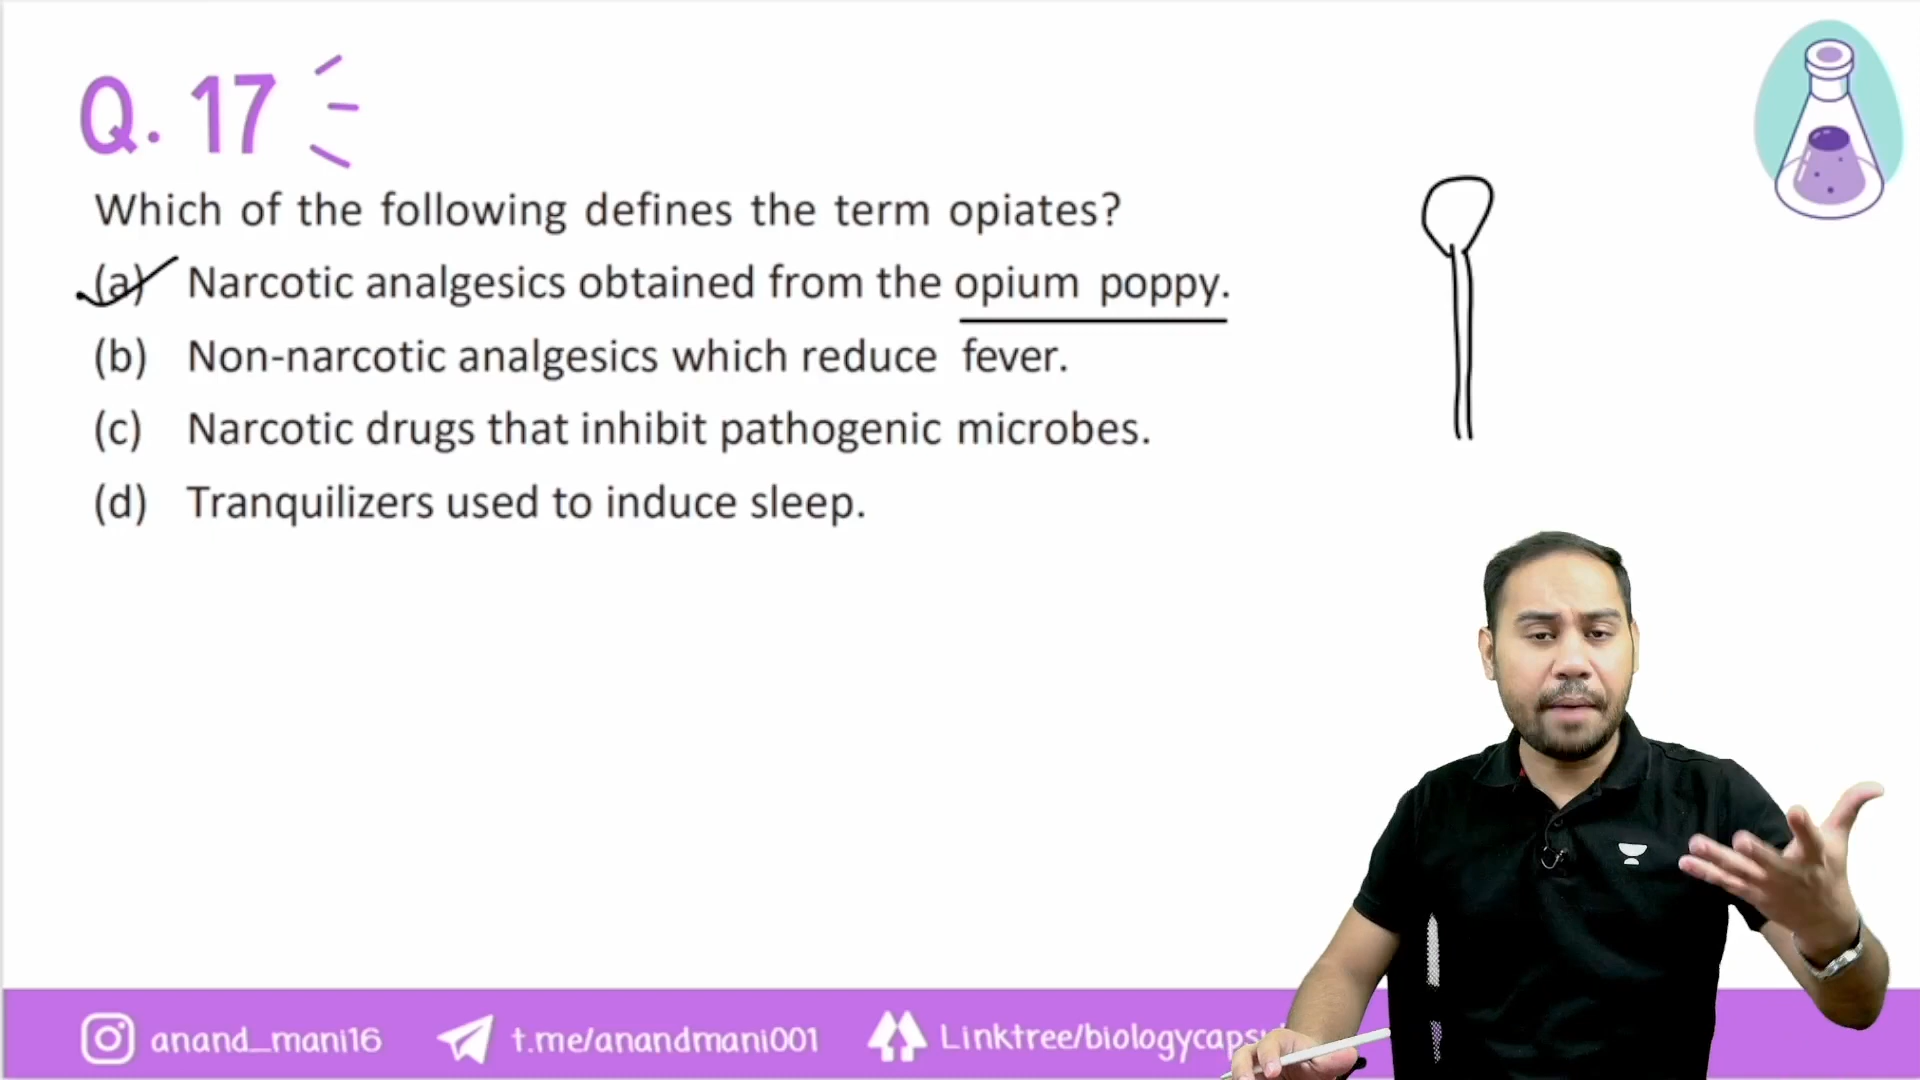 Q. 17
Which of the following defines the term opiates?
(a) Narcotic analgesics obtained from the opium poppy.
(b) Non-narcotic analgesics which reduce fever.
(c) Narcotic drugs that inhibit pathogenic microbes.
(d) Tranquilizers used to induce sleep.
anand_mani16 t.me/anandmani001 Linktree/biologycaps